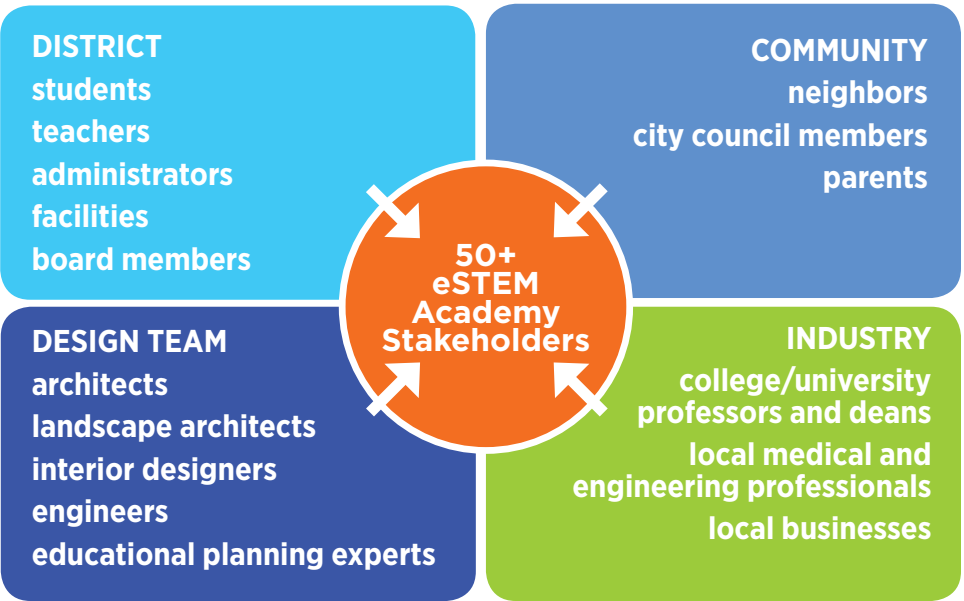 DISTRICT
students
teachers
administrators
facilities
board members
COMMUNITY
neighbors
city council members
parents
50+
eSTEM
Academy
Stakeholders
DESIGN TEAM
architects
landscape architects
interior designers
engineers
educational planning experts
INDUSTRY
college/university
professors and deans
local medical and
engineering professionals
local businesses